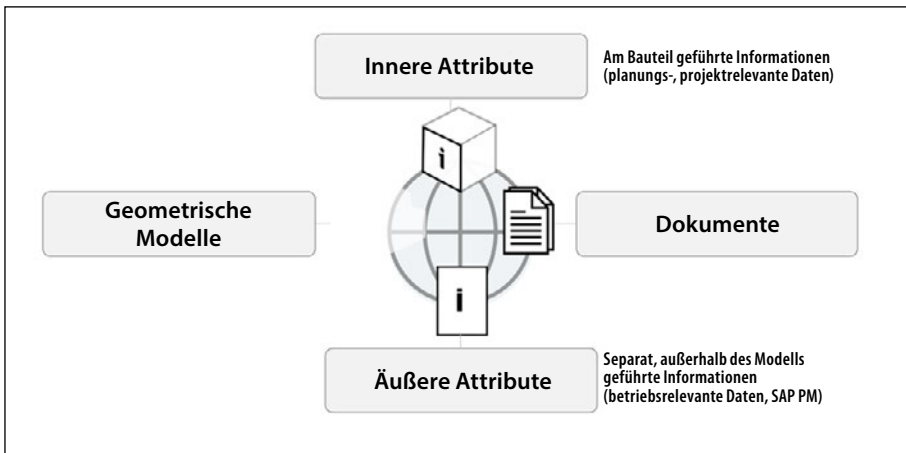 Innere Attribute
Am Bauteil geführte Informationen
(planungs-, projektrelevante Daten)
i
Geometrische
Modelle
Dokumente
i
Äußere Attribute
Separat, außerhalb des Modells
geführte Informationen
(betriebsrelevante Daten, SAP PM)